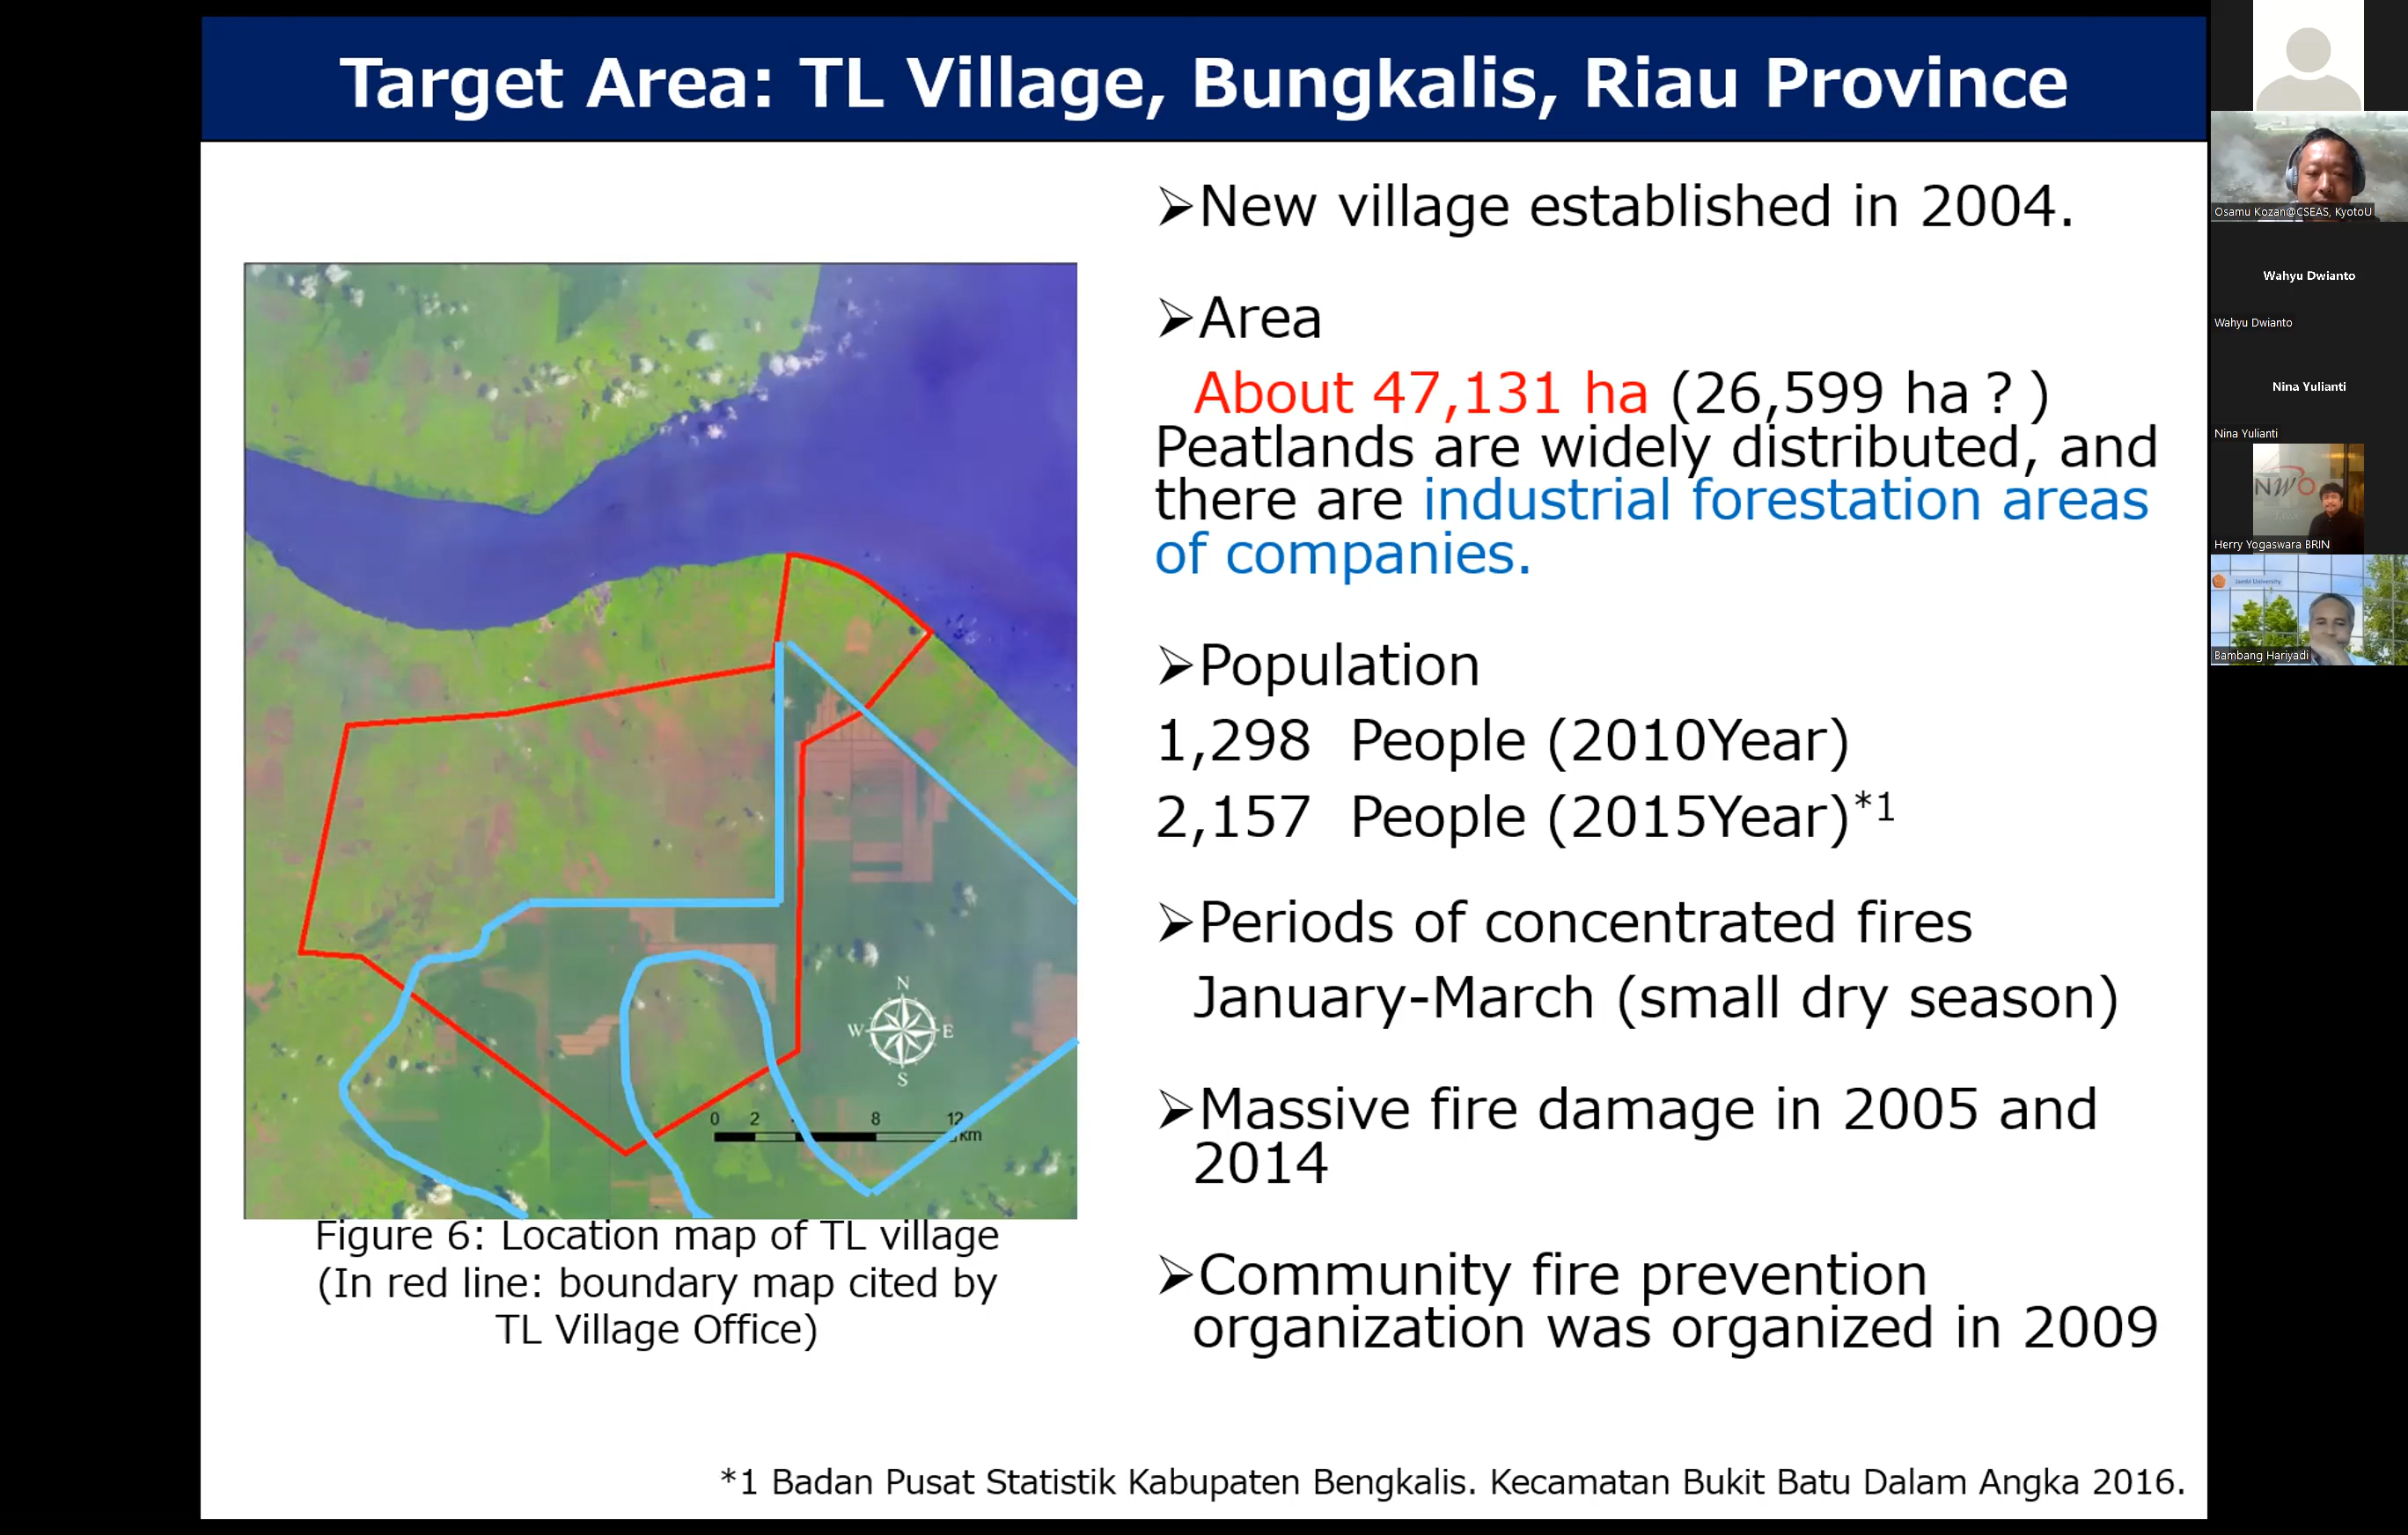 Target Area: TL Village, Bungkalis, Riau Province
➢New village established in 2004.
➢Area
About 47,131 ha (26,599 ha ? )
Peatlands are widely distributed, and
there are industrial forestation areas
of companies.
➢Population
1,298 People (2010Year)
2,157 People (2015Year)*1
➢Periods of concentrated fires
January-March (small dry season)
➢Massive fire damage in 2005 and
2014
➢Community fire prevention
organization was organized in 2009
N
W E
S
0 2 8 12
km
Figure 6: Location map of TL village
(In red line: boundary map cited by
TL Village Office)
*1 Badan Pusat Statistik Kabupaten Bengkalis. Kecamatan Bukit Batu Dalam Angka 2016.
Osamu Kozan@CSEAS, KyotoU
Wahyu Dwianto
Wahyu Dwianto
Nina Yulianti
Nina Yulianti
NWO
Herry Yogaswara BRIN
Jambi University
Bambang Hariyadi